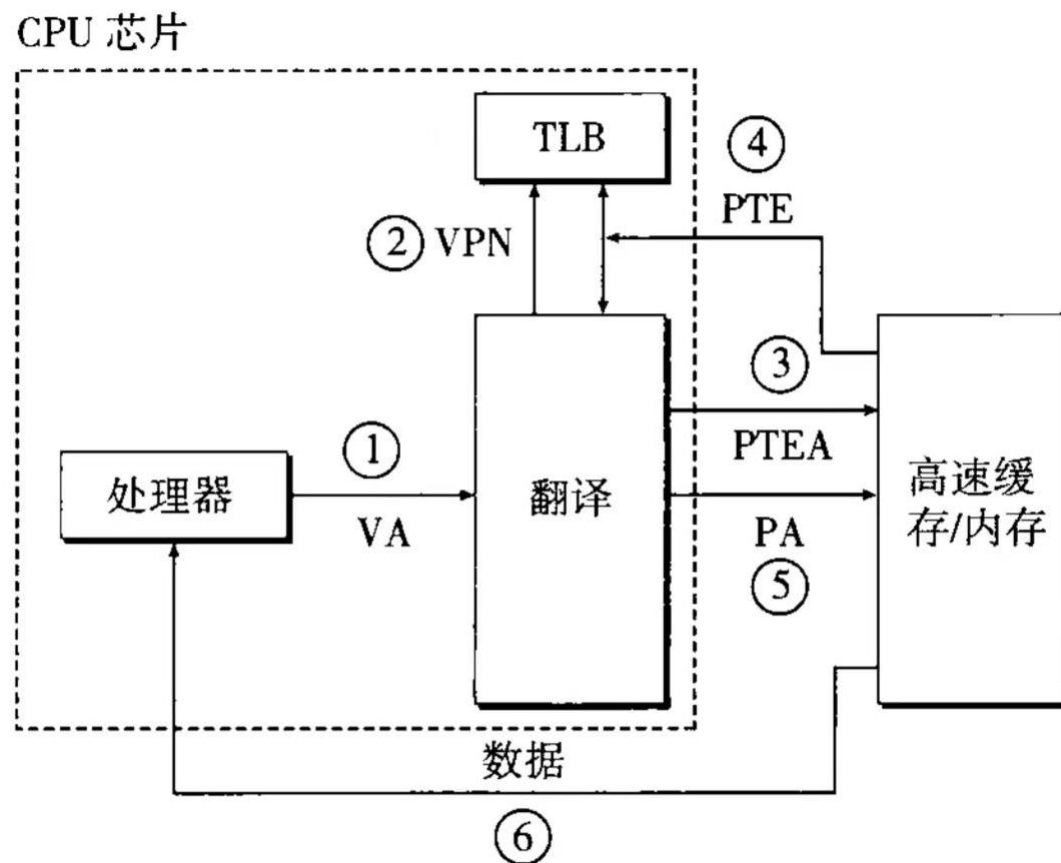 CPU 芯片
TLB
④
PTE
② VPN
③
PTEA
①
处理器
VA
翻译
高速缓
存/内存
PA
⑤
数据
⑥